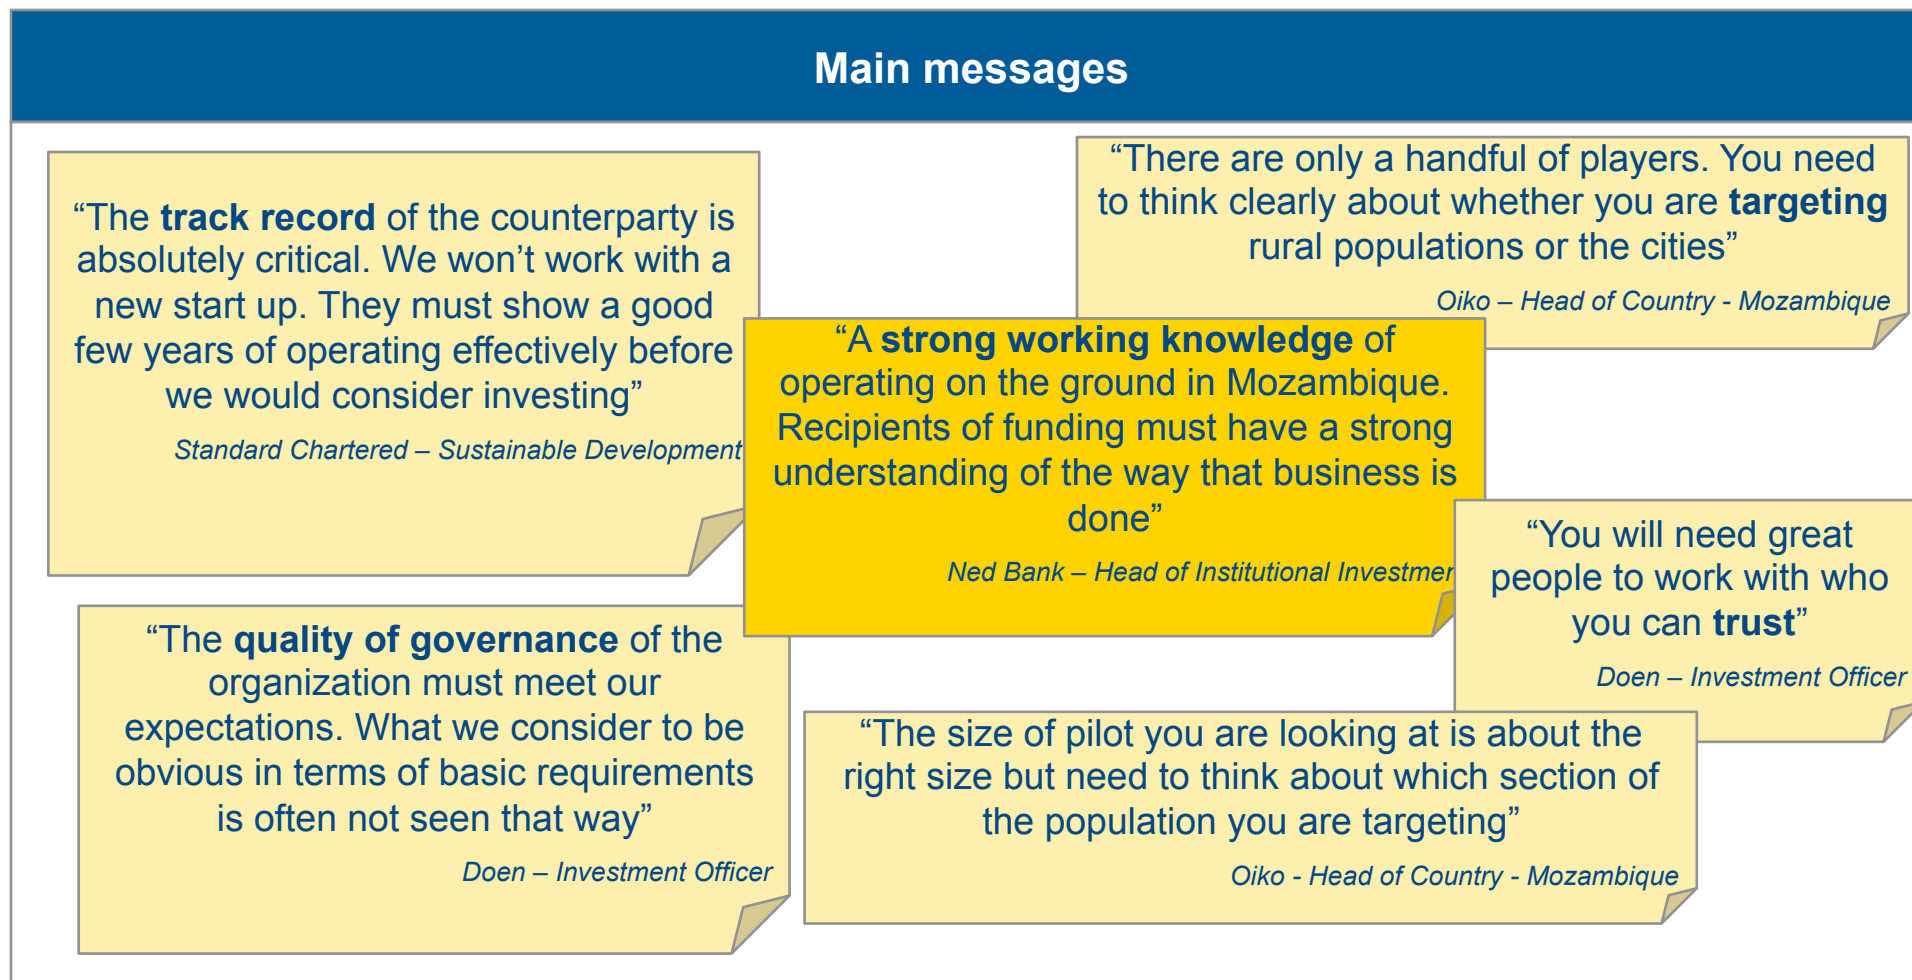 Main messages
“The track record of the counterparty is
absolutely critical. We won’t work with a
new start up. They must show a good
few years of operating effectively before
we would consider investing”
Standard Chartered – Sustainable Development
“There are only a handful of players. You need
to think clearly about whether you are targeting
rural populations or the cities”
Oiko – Head of Country - Mozambique
“A strong working knowledge of
operating on the ground in Mozambique.
Recipients of funding must have a strong
understanding of the way that business is
done”
Ned Bank – Head of Institutional Investmen
“You will need great
people to work with who
you can trust”
Doen – Investment Officer
“The quality of governance of the
organization must meet our
expectations. What we consider to be
obvious in terms of basic requirements
is often not seen that way”
Doen – Investment Officer
“The size of pilot you are looking at is about the
right size but need to think about which section of
the population you are targeting”
Oiko - Head of Country - Mozambique